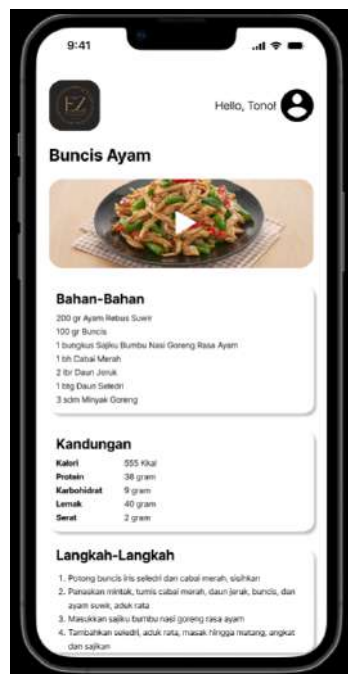 9:41
EZ
Hello, Tono!
Buncis Ayam
Bahan-Bahan
200 gr Ayam Rebus Suwir
100 gr Buncis
1 bungkus Sajiku Bumbu Nasi Goreng Rasa Ayam
1 bh Cabai Merah
2 lbr Daun Jeruk
1 btg Daun Seledri
3 sdm Minyak Goreng
Kandungan
Kalori 555 Kkal
Protein 38 gram
Karbohidrat 9 gram
Lemak 40 gram
Serat 2 gram
Langkah-Langkah
1. Potong buncis iris seledri dan cabai merah, sisihkan
2. Panaskan mintak, tumis cabai merah, daun jeruk, buncis, dan
ayam suwir, aduk rata
3. Masukkan sajiku bumbu nasi goreng rasa ayam
4. Tambahkan seledri, aduk rata, masak hingga matang, angkat
dan sajikan